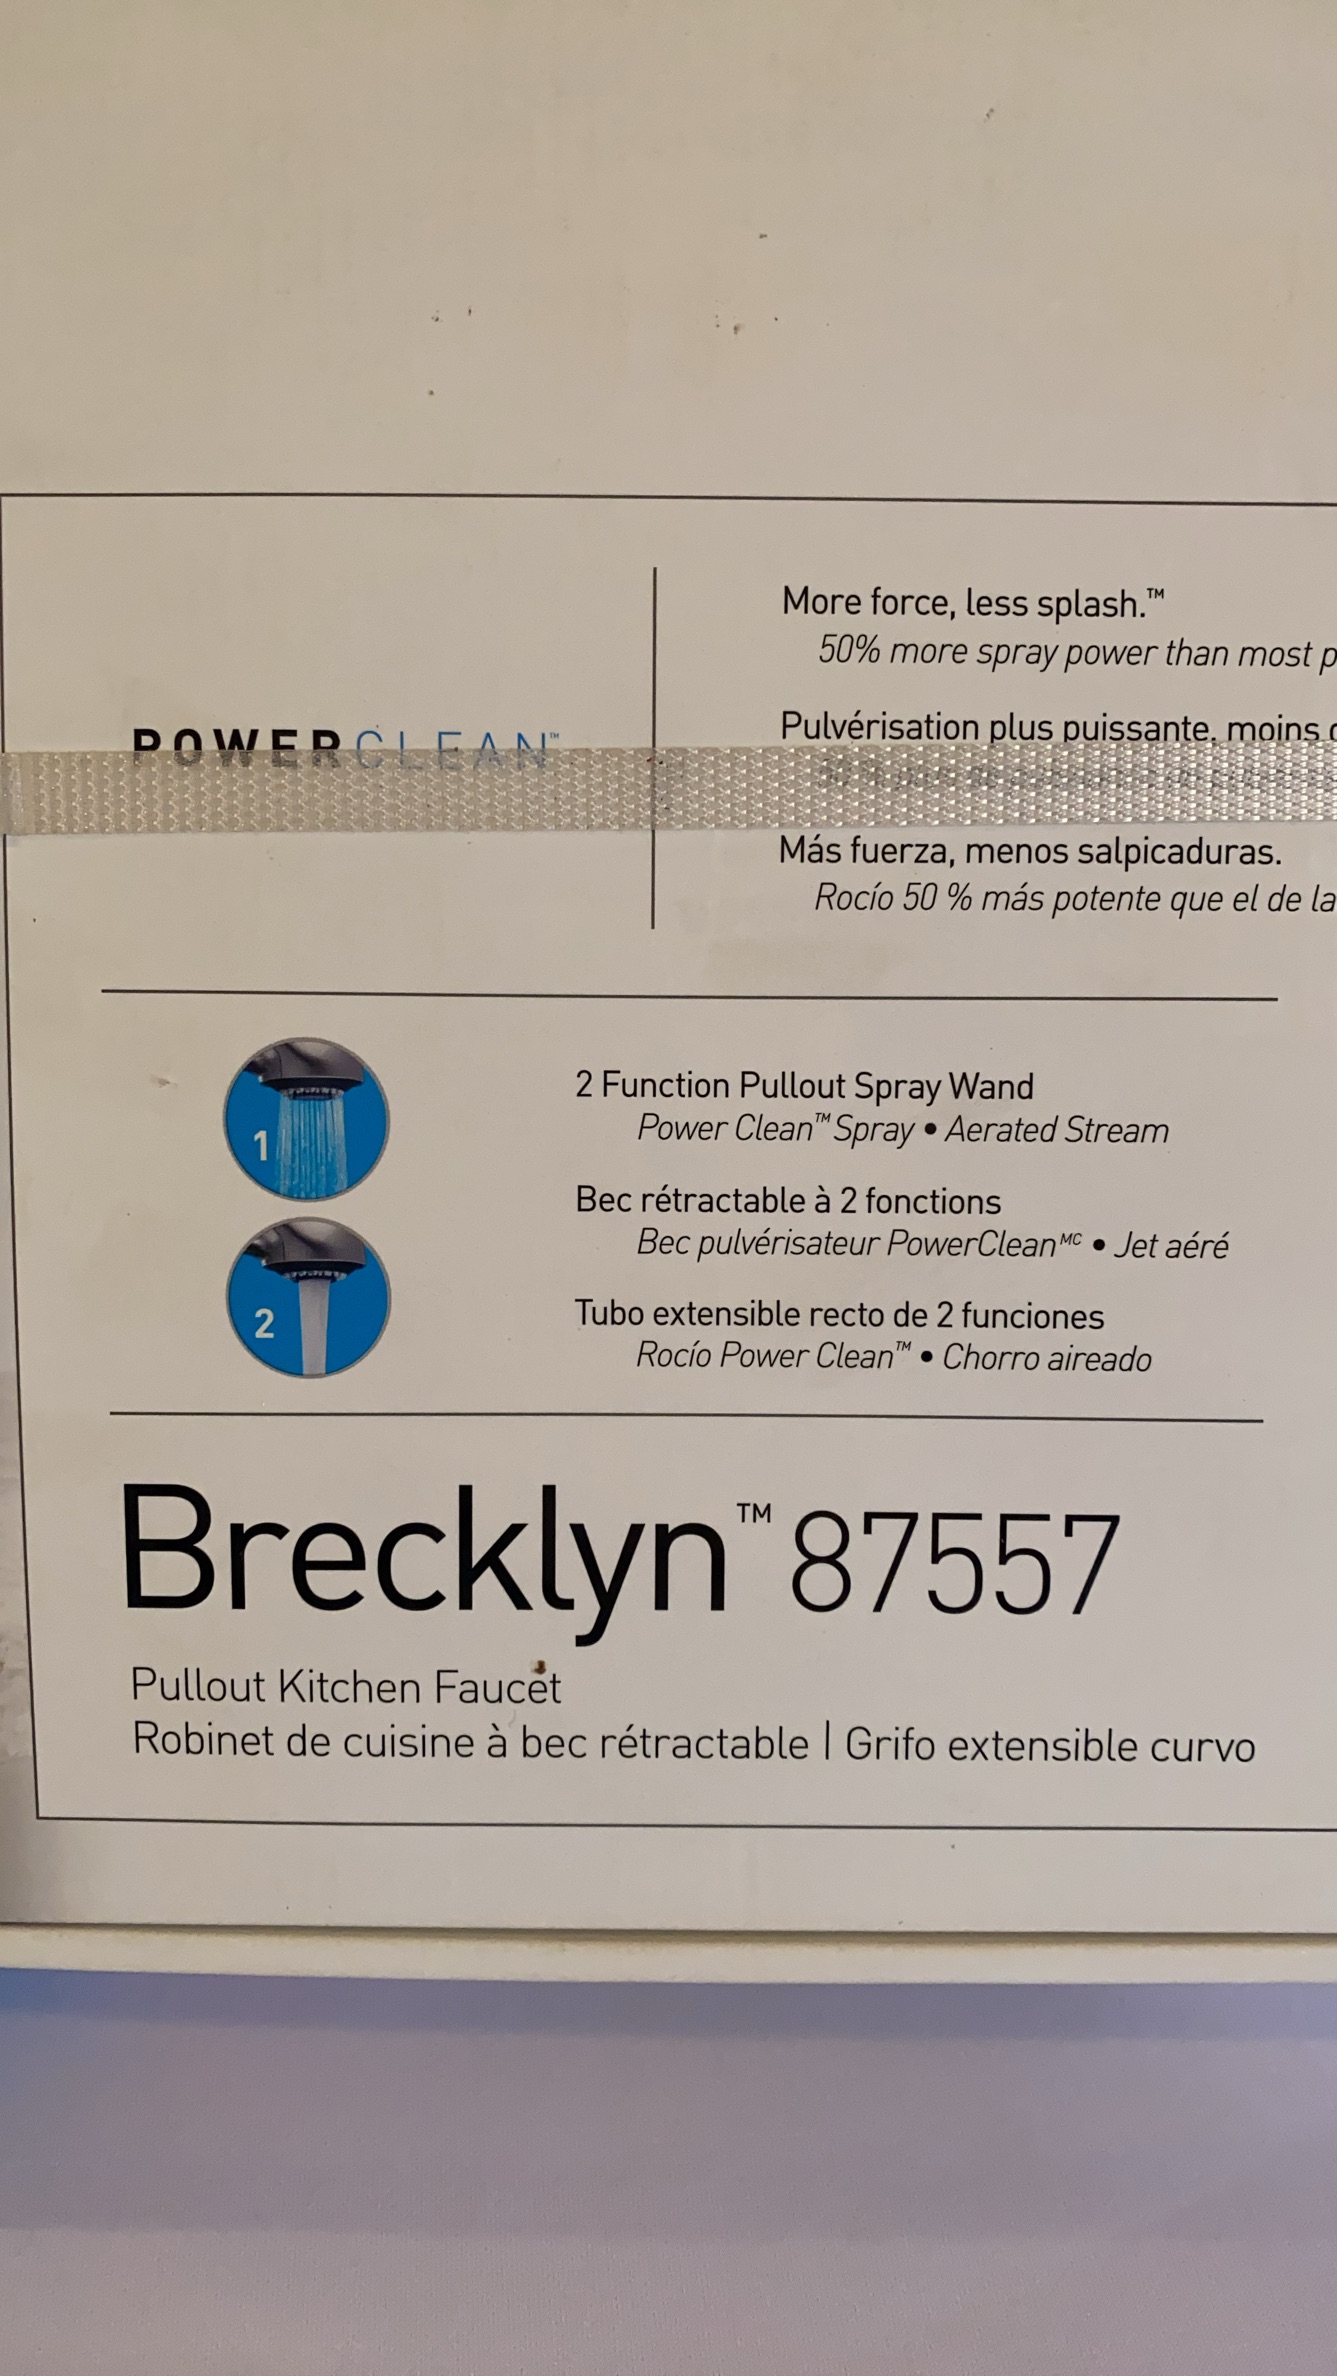 More force, less splash.™
50% more spray power than most p
POWERCLEAN™
Pulvérisation plus puissante, moins
Más fuerza, menos salpicaduras.
Rocío 50 % más potente que el de la
1
2 Function Pullout Spray Wand
Power Clean™ Spray • Aerated Stream
Bec rétractable à 2 fonctions
Bec pulvérisateur PowerCleanᴹᶜ • Jet aéré
2
Tubo extensible recto de 2 funciones
Rocío Power Clean™ • Chorro aireado
Brecklyn™ 87557
Pullout Kitchen Faucet
Robinet de cuisine à bec rétractable | Grifo extensible curvo